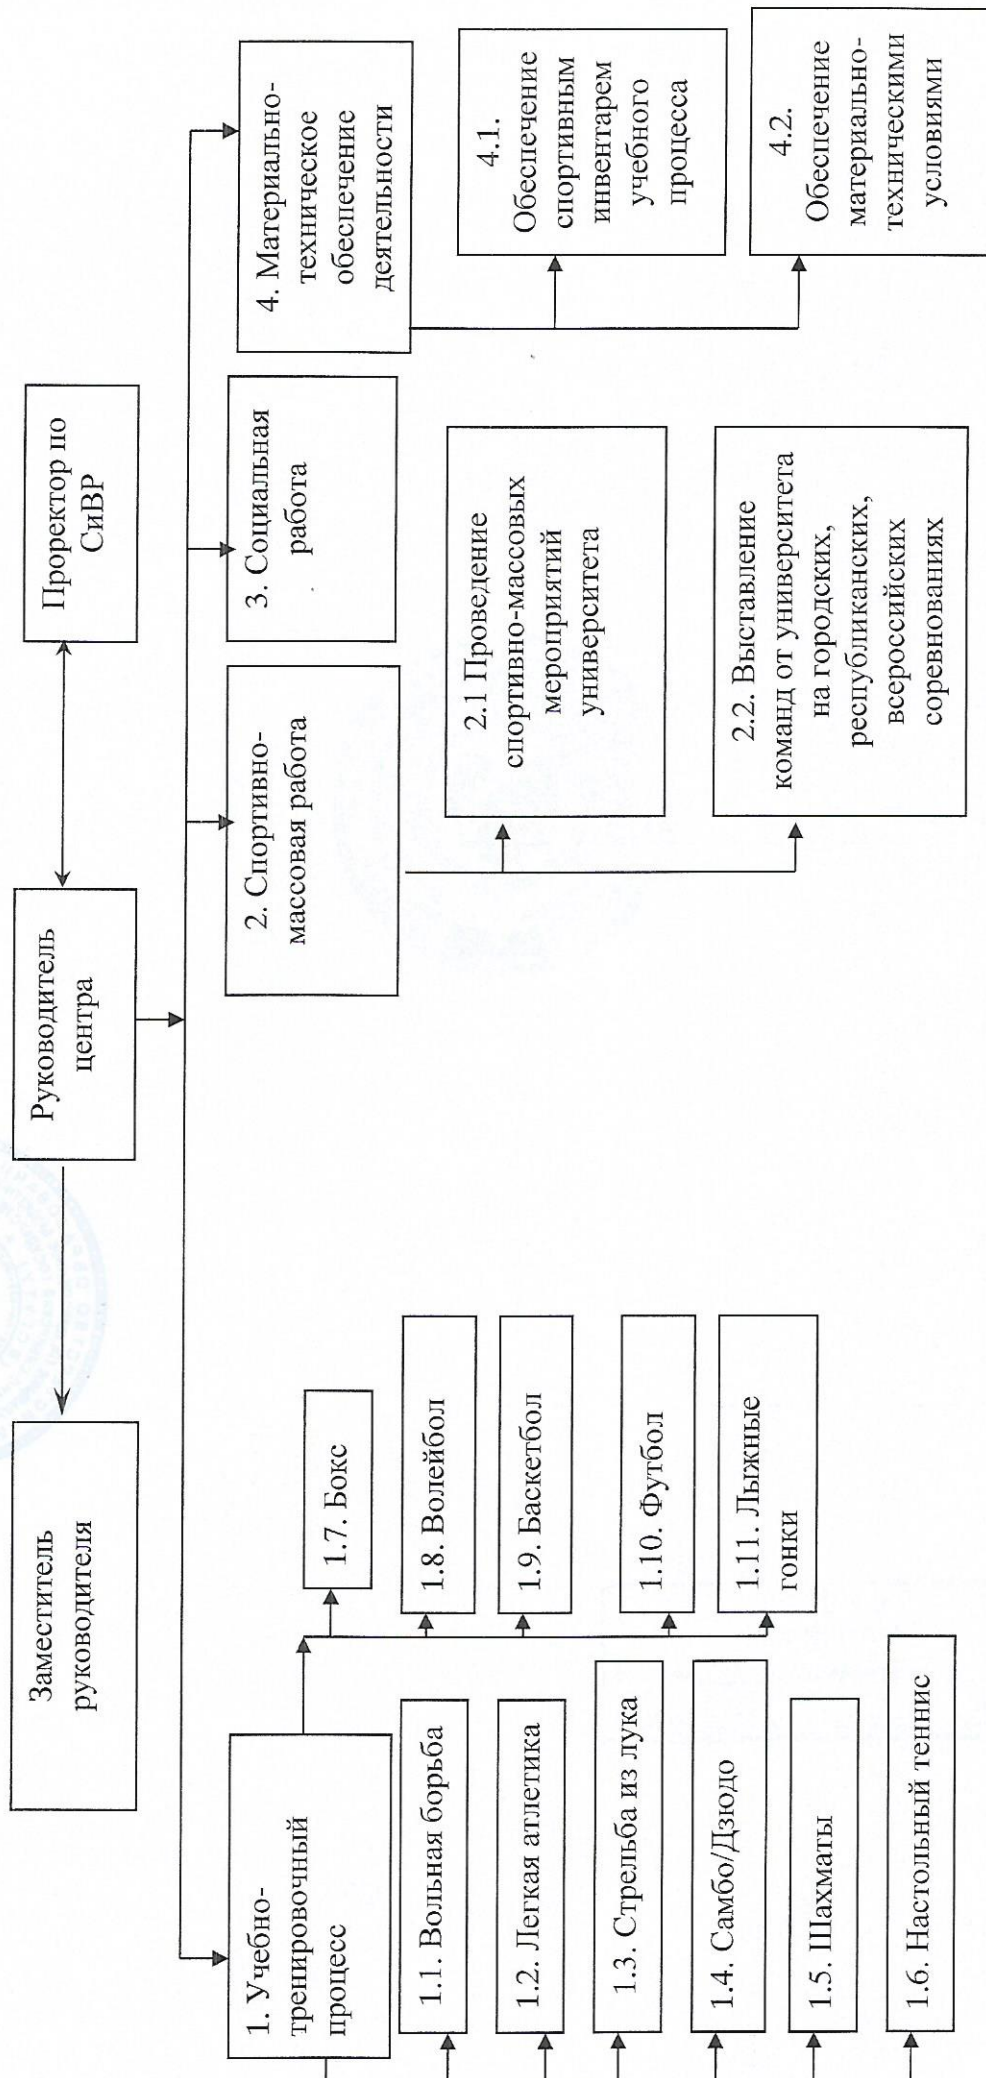 Заместитель
руководителя
Руководитель
центра
Проректор по
СиВР
1. Учебно-
тренировочный
процесс
2. Спортивно-
массовая работа
3. Социальная
работа
4. Материально-
техническое
обеспечение
деятельности
1.1. Вольная борьба
1.2. Легкая атлетика
1.3. Стрельба из лука
1.4. Самбо/Дзюдо
1.5. Шахматы
1.6. Настольный теннис
1.7. Бокс
1.8. Волейбол
1.9. Баскетбол
1.10. Футбол
1.11. Лыжные
гонки
2.1 Проведение
спортивно-массовых
мероприятий
университета
2.2. Выставление
команд от университета
на городских,
республиканских,
всероссийских
соревнованиях
4.1.
Обеспечение
спортивным
инвентарем
учебного
процесса
4.2.
Обеспечение
материально-
техническими
условиями